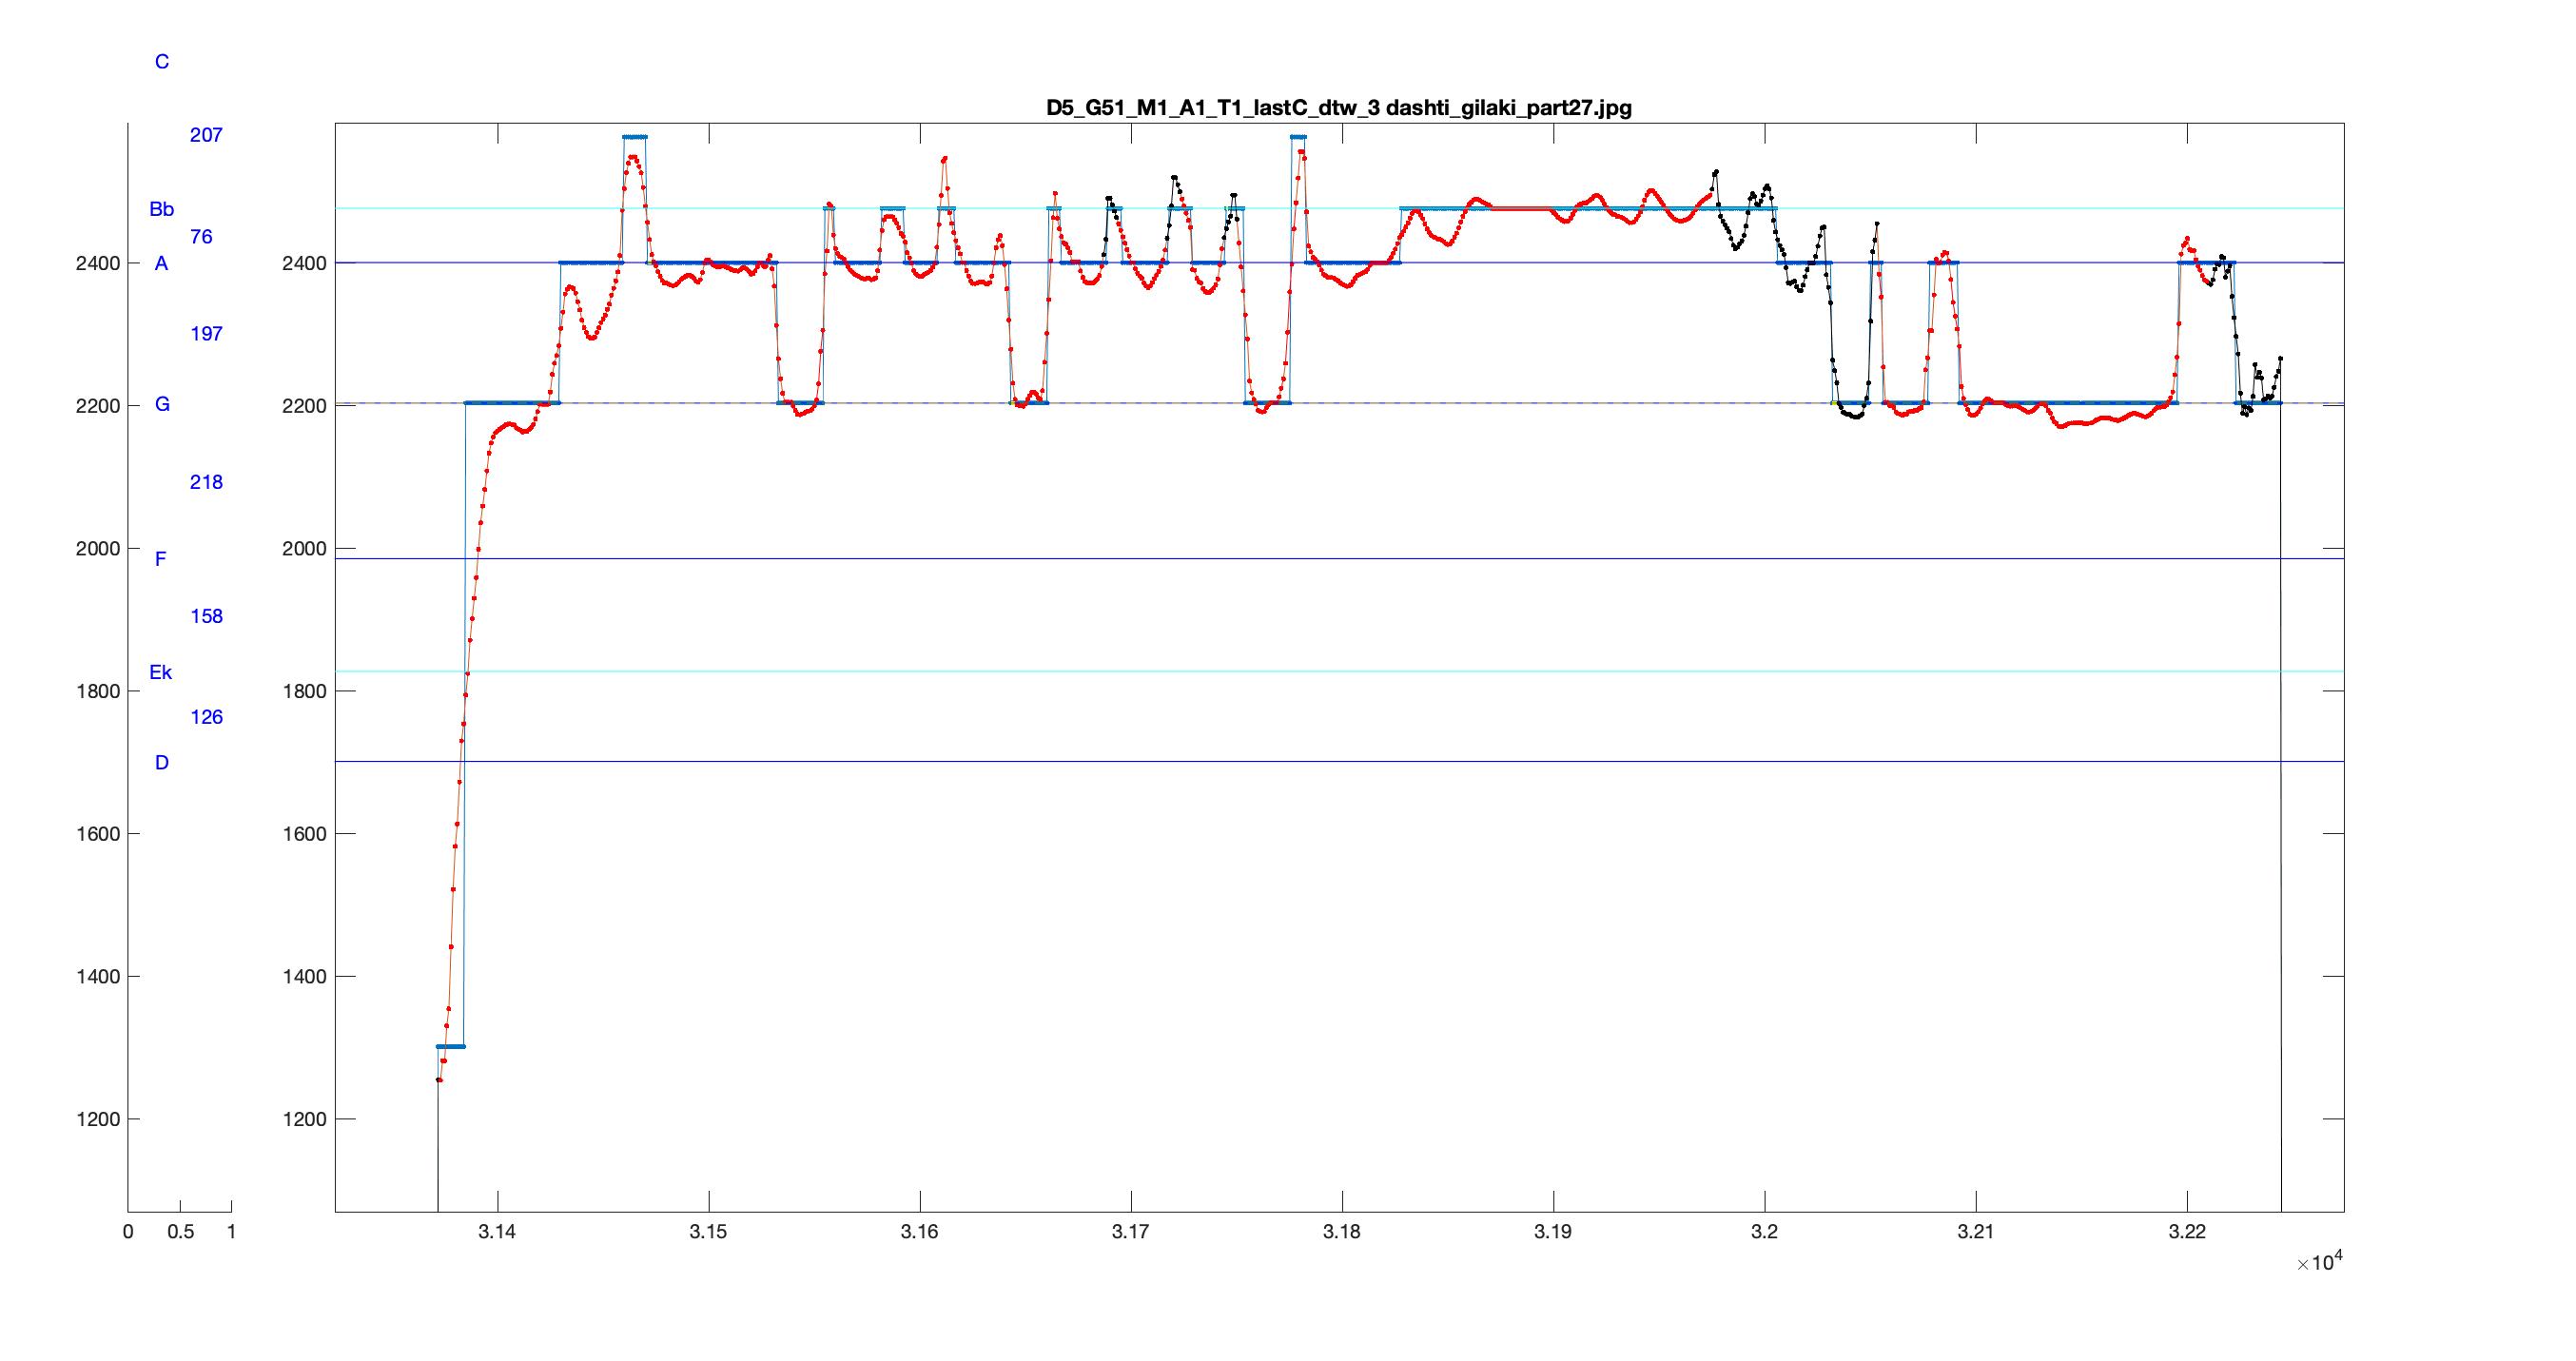 C
D5_G51_M1_A1_T1_lastC_dtw_3 dashti_gilaki_part27.jpg
207
Bb
76
2400 A 2400
197
2200 G 2200
218
2000 2000
F
158
Ek
1800 1800
126
D
1600 1600
1400 1400
1200 1200
0 0.5 1 3.14 3.15 3.16 3.17 3.18 3.19 3.2 3.21 3.22
×10⁴